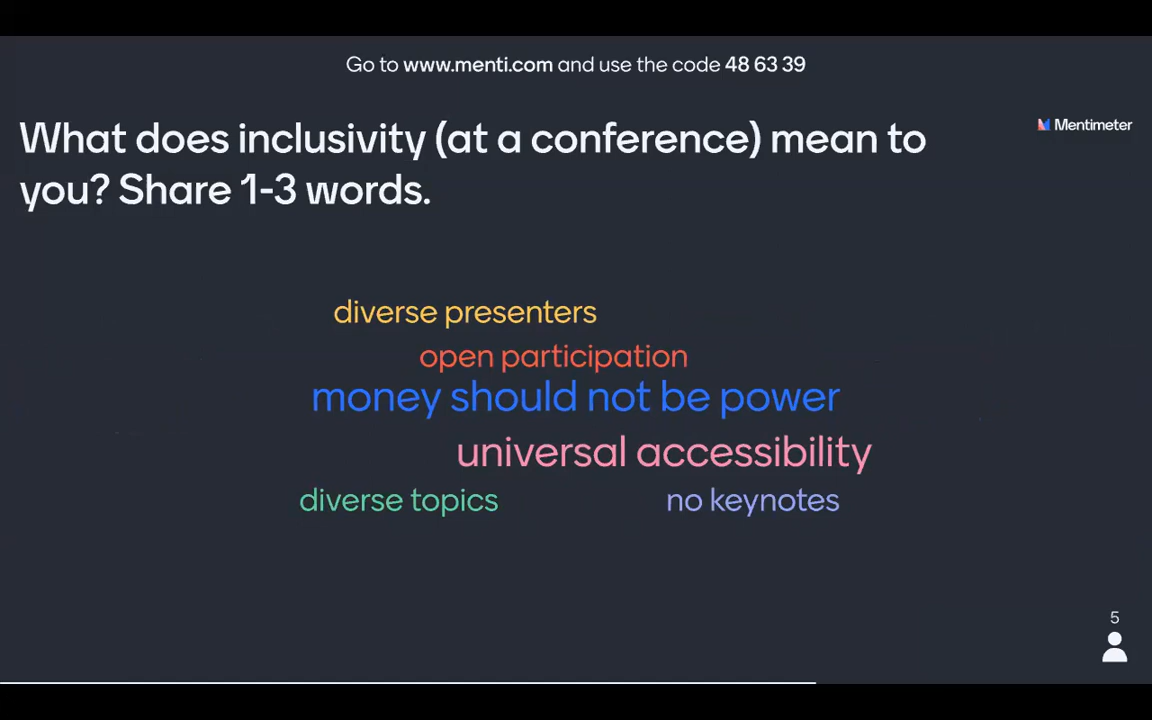 Go to www.menti.com and use the code 48 63 39
What does inclusivity (at a conference) mean to
you? Share 1-3 words.
Mentimeter
diverse presenters
open participation
money should not be power
universal accessibility
diverse topics
no keynotes
5